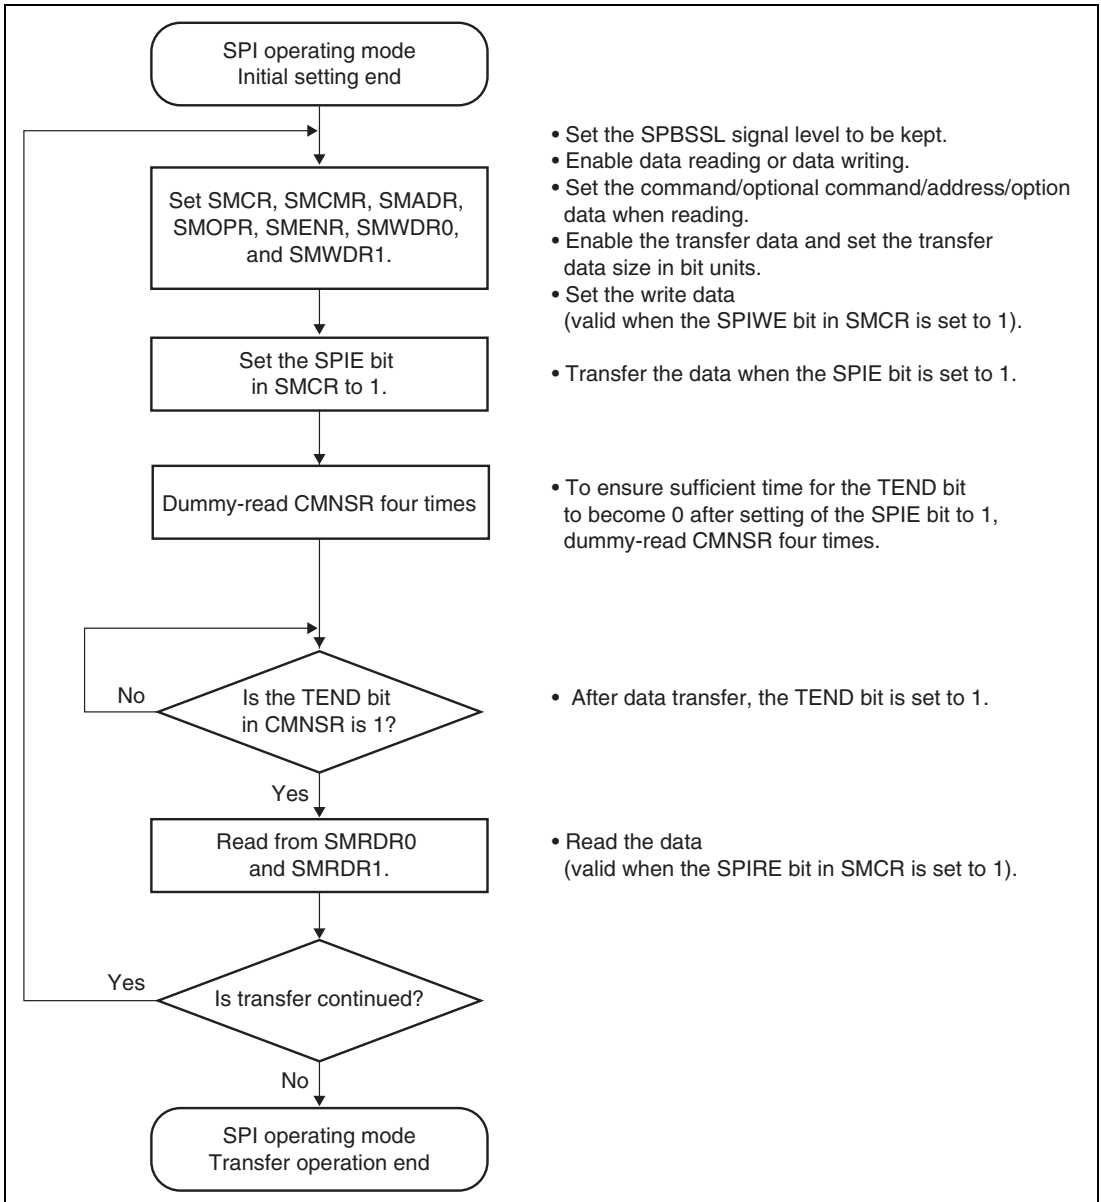 SPI operating mode
Initial setting end
• Set the SPBSSL signal level to be kept.
• Enable data reading or data writing.
• Set the command/optional command/address/option
data when reading.
• Enable the transfer data and set the transfer
data size in bit units.
• Set the write data
(valid when the SPIWE bit in SMCR is set to 1).
Set SMCR, SMCMR, SMADR,
SMOPR, SMENR, SMWDR0,
and SMWDR1.
Set the SPIE bit
in SMCR to 1.
• Transfer the data when the SPIE bit is set to 1.
Dummy-read CMNSR four times
• To ensure sufficient time for the TEND bit
to become 0 after setting of the SPIE bit to 1,
dummy-read CMNSR four times.
No
Is the TEND bit
in CMNSR is 1?
• After data transfer, the TEND bit is set to 1.
Yes
Read from SMRDR0
and SMRDR1.
• Read the data
(valid when the SPIRE bit in SMCR is set to 1).
Yes
Is transfer continued?
No
SPI operating mode
Transfer operation end